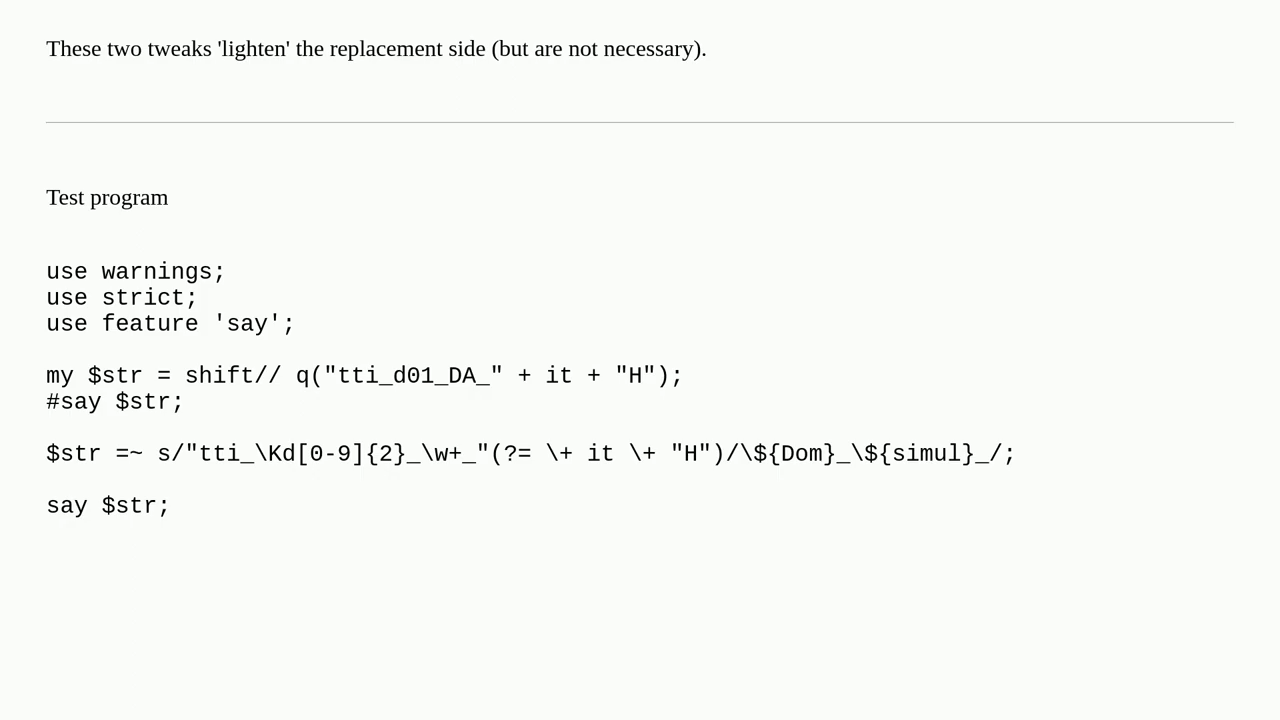 These two tweaks 'lighten' the replacement side (but are not necessary).
Test program
use warnings;
use strict;
use feature 'say';
my $str = shift// q("tti_d01_DA_" + it + "H");
#say $str;
$str =~ s/"tti_\Kd[0-9]{2}_\w+_"(?= \+ it \+ "H")/\${Dom}_\${simul}_/;
say $str;